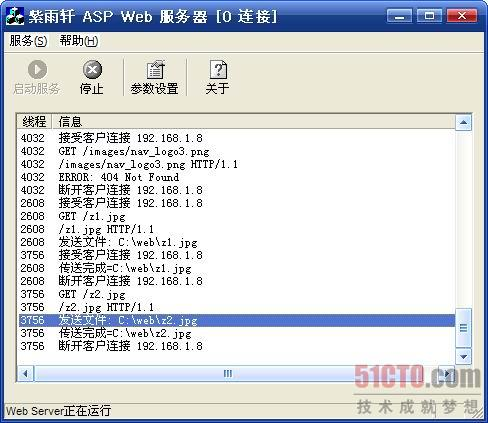 紫雨轩 ASP Web 服务器 [0 连接]
服务(S) 帮助(H)
启动服务 停止 参数设置 关于
线程 信息
4032 接受客户连接 192.168.1.8
4032 GET /images/nav_logo3.png
4032 /images/nav_logo3.png HTTP/1.1
4032 ERROR: 404 Not Found
4032 断开客户连接 192.168.1.8
2608 接受客户连接 192.168.1.8
2608 GET /z1.jpg
2608 /z1.jpg HTTP/1.1
2608 发送文件: C:\web\z1.jpg
3756 接受客户连接 192.168.1.8
2608 传送完成=C:\web\z1.jpg
2608 断开客户连接 192.168.1.8
3756 GET /z2.jpg
3756 /z2.jpg HTTP/1.1
3756 发送文件: C:\web\z2.jpg
3756 传送完成=C:\web\z2.jpg
3756 断开客户连接 192.168.1.8
51CTO.com
技术成就梦想
Web Server正在运行